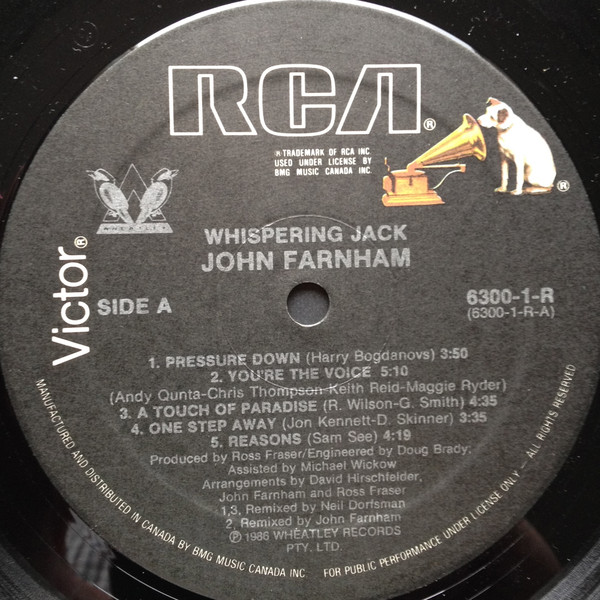 RCA®
® TRADEMARK OF RCA INC
USED UNDER LICENSE BY
BMG MUSIC CANADA INC
®
WHEATLEY
Victor®
WHISPERING JACK
JOHN FARNHAM
SIDE A
6300-1-R
(6300-1-R-A)
1. PRESSURE DOWN (Harry Bogdanovs) 3:50
2. YOU'RE THE VOICE 5:10
(Andy Qunta-Chris Thompson-Keith Reid-Maggie Ryder)
3. A TOUCH OF PARADISE (R. Wilson-G. Smith) 4:35
4. ONE STEP AWAY (Jon Kennett-D. Skinner) 3:35
5. REASONS (Sam See) 4:19
Produced by Ross Fraser/Engineered by Doug Brady;
Assisted by Michael Wickow
Arrangements by David Hirschfelder,
John Farnham and Ross Fraser
1,3, Remixed by Neil Dorfsman
2, Remixed by John Farnham
℗ 1986 WHEATLEY RECORDS
PTY. LTD.
MANUFACTURED AND DISTRIBUTED IN CANADA BY BMG MUSIC CANADA INC. FOR PUBLIC PERFORMANCE UNDER LICENSE ONLY — ALL RIGHTS RESERVED